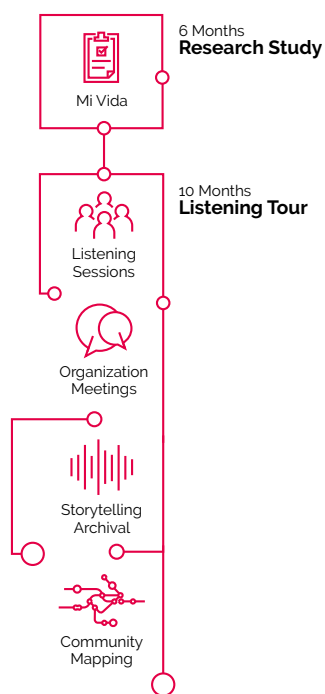 6 Months
Research Study
Mi Vida
10 Months
Listening Tour
Listening
Sessions
Organization
Meetings
Storytelling
Archival
Community
Mapping